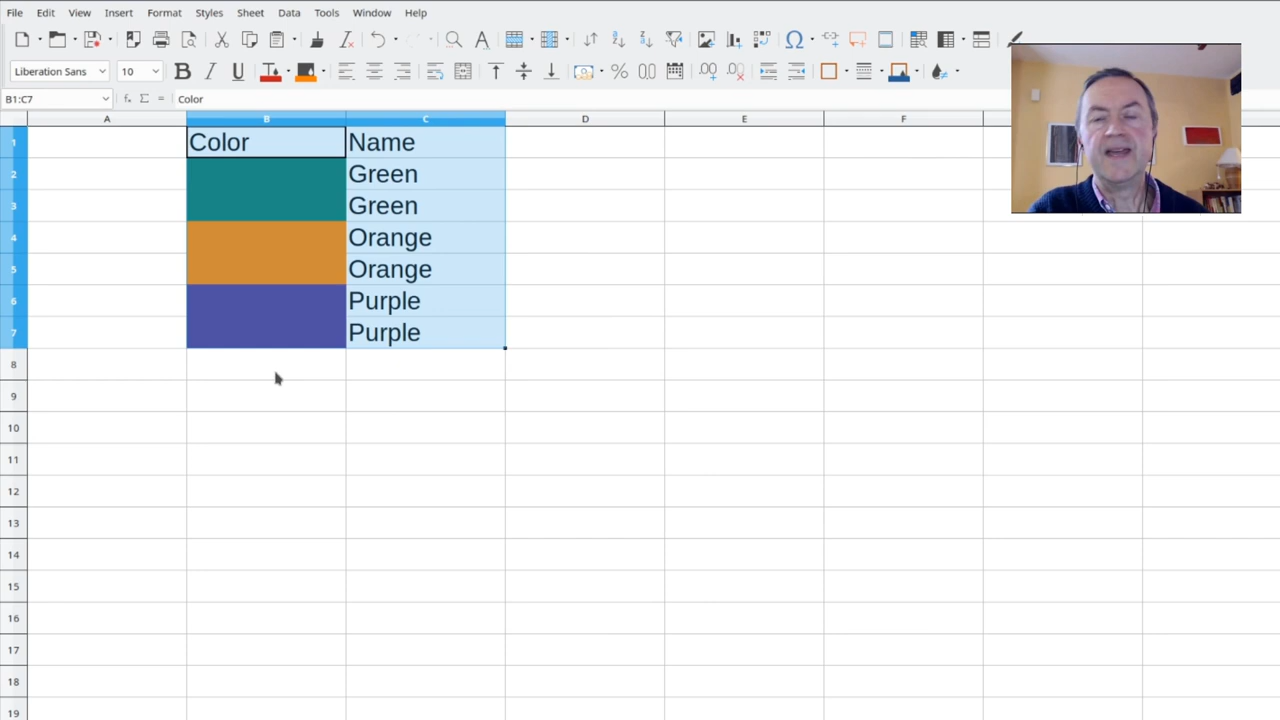 File Edit View Insert Format Styles Sheet Data Tools Window Help
Liberation Sans 10
B1:C7 Color
A B C D E F
1 Color Name
2 Green
3 Green
4 Orange
5 Orange
6 Purple
7 Purple
8
9
10
11
12
13
14
15
16
17
18
19